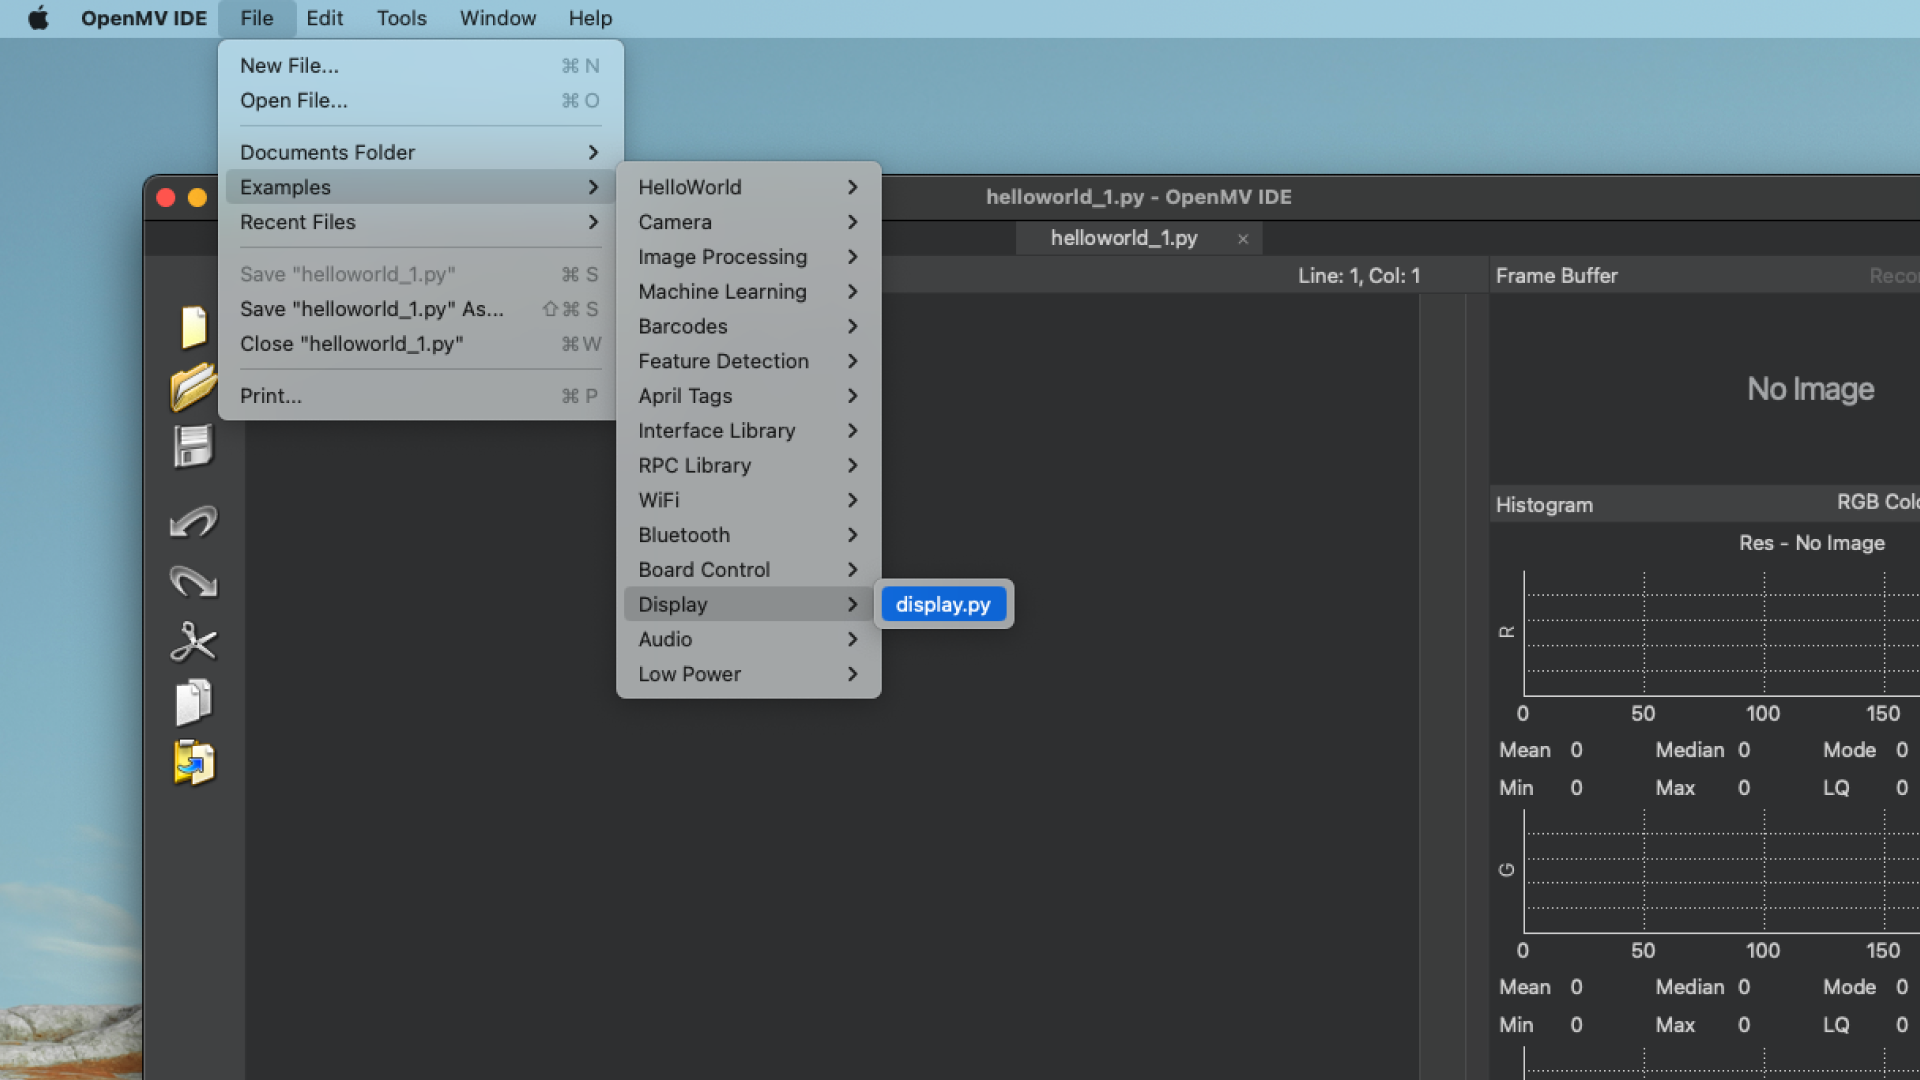 OpenMV IDE File Edit Tools Window Help
New File... ⌘ N
Open File... ⌘ O
Documents Folder
Examples
Recent Files
Save "helloworld_1.py" ⌘ S
Save "helloworld_1.py" As... ⇧⌘ S
Close "helloworld_1.py" ⌘ W
Print... ⌘ P
HelloWorld
Camera
Image Processing
Machine Learning
Barcodes
Feature Detection
April Tags
Interface Library
RPC Library
WiFi
Bluetooth
Board Control
Display
Audio
Low Power
display.py
helloworld_1.py - OpenMV IDE
helloworld_1.py ×
Line: 1, Col: 1
Frame Buffer Reco
No Image
Histogram RGB Colo
Res - No Image
R
0 50 100 150
Mean 0 Median 0 Mode 0
Min 0 Max 0 LQ 0
G
0 50 100 150
Mean 0 Median 0 Mode 0
Min 0 Max 0 LQ 0